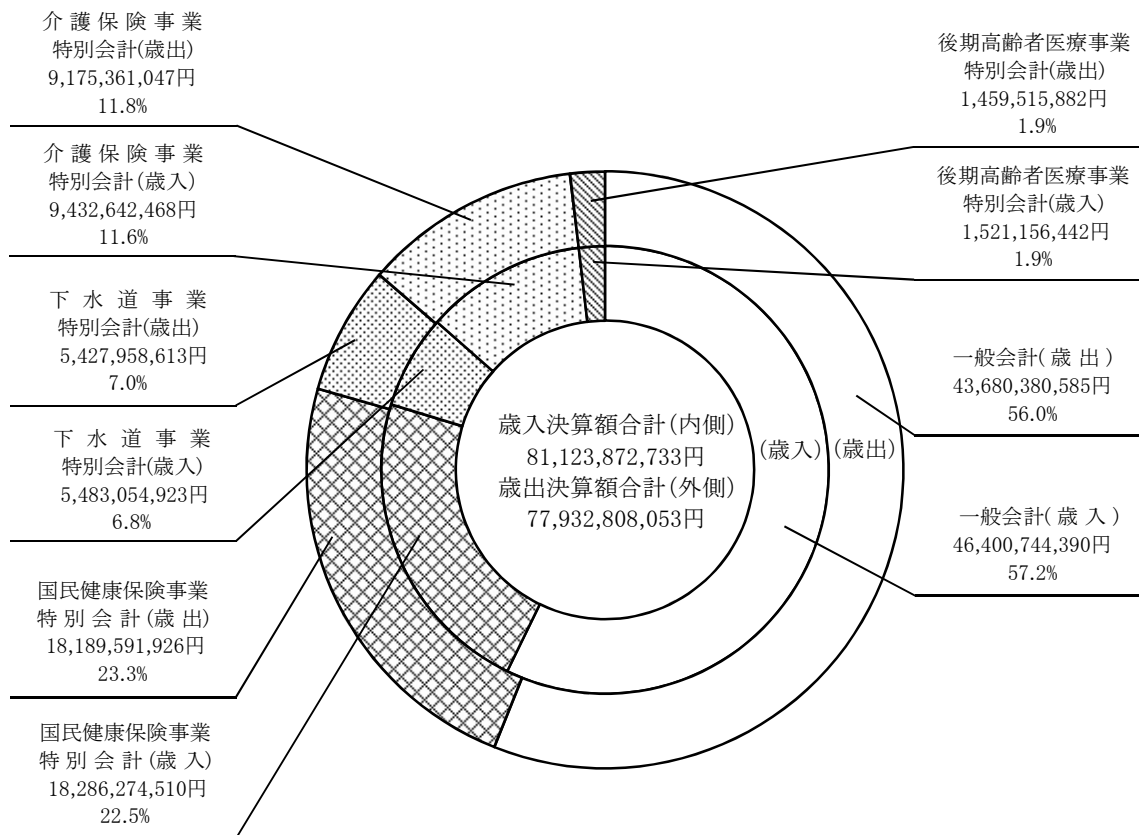 介護保険事業
特別会計(歳出)
9,175,361,047円
11.8%
介護保険事業
特別会計(歳入)
9,432,642,468円
11.6%
下水道事業
特別会計(歳出)
5,427,958,613円
7.0%
下水道事業
特別会計(歳入)
5,483,054,923円
6.8%
国民健康保険事業
特別会計(歳出)
18,189,591,926円
23.3%
国民健康保険事業
特別会計(歳入)
18,286,274,510円
22.5%
歳入決算額合計(内側)
81,123,872,733円
歳出決算額合計(外側)
77,932,808,053円
(歳入)
(歳出)
後期高齢者医療事業
特別会計(歳出)
1,459,515,882円
1.9%
後期高齢者医療事業
特別会計(歳入)
1,521,156,442円
1.9%
一般会計(歳出)
43,680,380,585円
56.0%
一般会計(歳入)
46,400,744,390円
57.2%